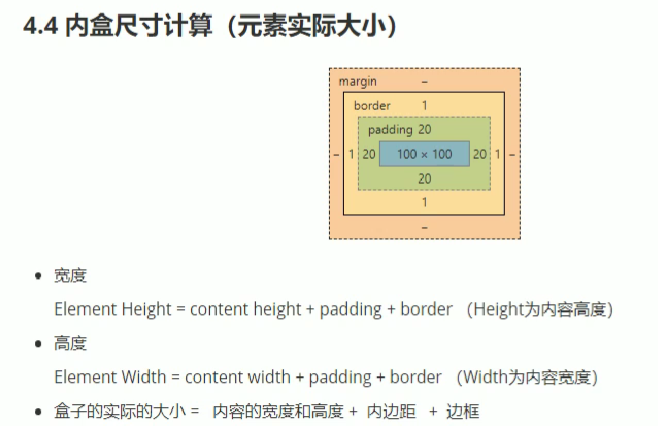 4.4 内盒尺寸计算（元素实际大小）
margin –
border 1
padding 20
– 1 20 100 × 100 20 1 –
20
1
–
宽度
Element Height = content height + padding + border （Height为内容高度）
高度
Element Width = content width + padding + border （Width为内容宽度）
盒子的实际的大小 = 内容的宽度和高度 + 内边距 + 边框